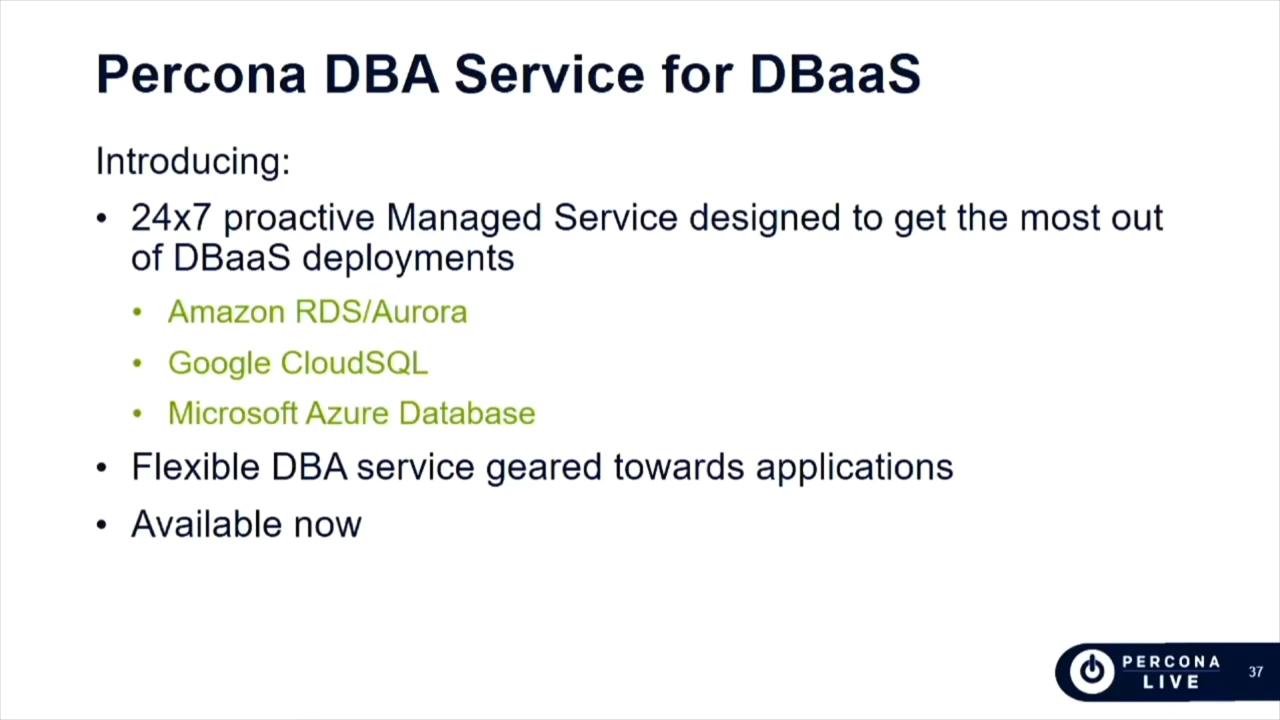 Percona DBA Service for DBaaS
Introducing:
• 24x7 proactive Managed Service designed to get the most out
of DBaaS deployments
• Amazon RDS/Aurora
• Google CloudSQL
• Microsoft Azure Database
• Flexible DBA service geared towards applications
• Available now
PERCONA
LIVE
37